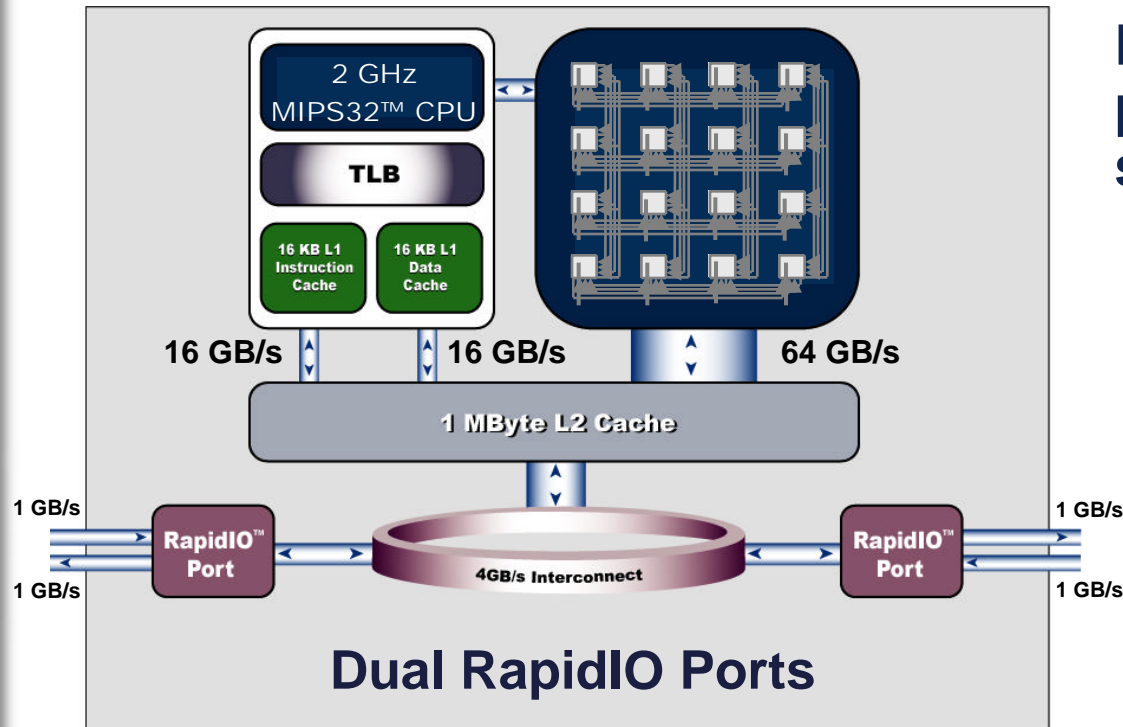 2 GHz
MIPS32™ CPU
TLB
16 KB L1
Instruction
Cache
16 KB L1
Data
Cache
16 GB/s
16 GB/s
64 GB/s
1 MByte L2 Cache
1 GB/s
1 GB/s
RapidIO™
Port
4GB/s Interconnect
RapidIO™
Port
1 GB/s
1 GB/s
Dual RapidIO Ports